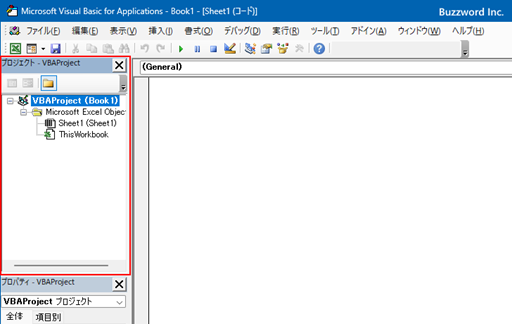 Microsoft Visual Basic for Applications - Book1 - [Sheet1 (コード)]
Buzzword Inc.
ファイル(F) 編集(E) 表示(V) 挿入(I) 書式(O) デバッグ(D) 実行(R) ツール(T) アドイン(A) ウィンドウ(W) ヘルプ(H)
プロジェクト - VBAProject
(General)
VBAProject (Book1)
Microsoft Excel Objec
Sheet1 (Sheet1)
ThisWorkbook
プロパティ - VBAProject
VBAProject プロジェクト
全体 項目別